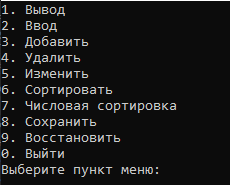 1. Вывод
2. Ввод
3. Добавить
4. Удалить
5. Изменить
6. Сортировать
7. Числовая сортировка
8. Сохранить
9. Восстановить
0. Выйти
Выберите пункт меню: